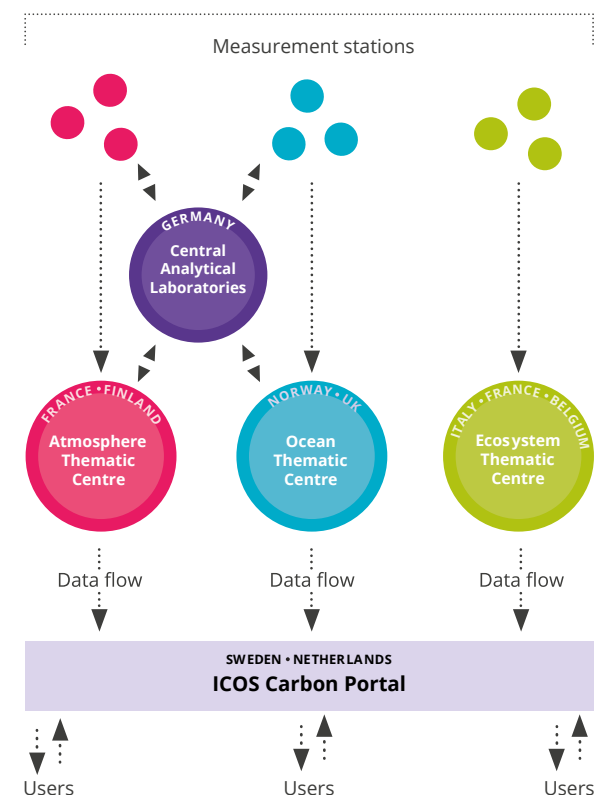 Measurement stations
GERMANY
Central
Analytical
Laboratories
FRANCE • FINLAND
Atmosphere
Thematic
Centre
NORWAY • UK
Ocean
Thematic
Centre
ITALY • FRANCE • BELGIUM
Ecosystem
Thematic
Centre
Data flow
Data flow
Data flow
SWEDEN • NETHERLANDS
ICOS Carbon Portal
Users
Users
Users